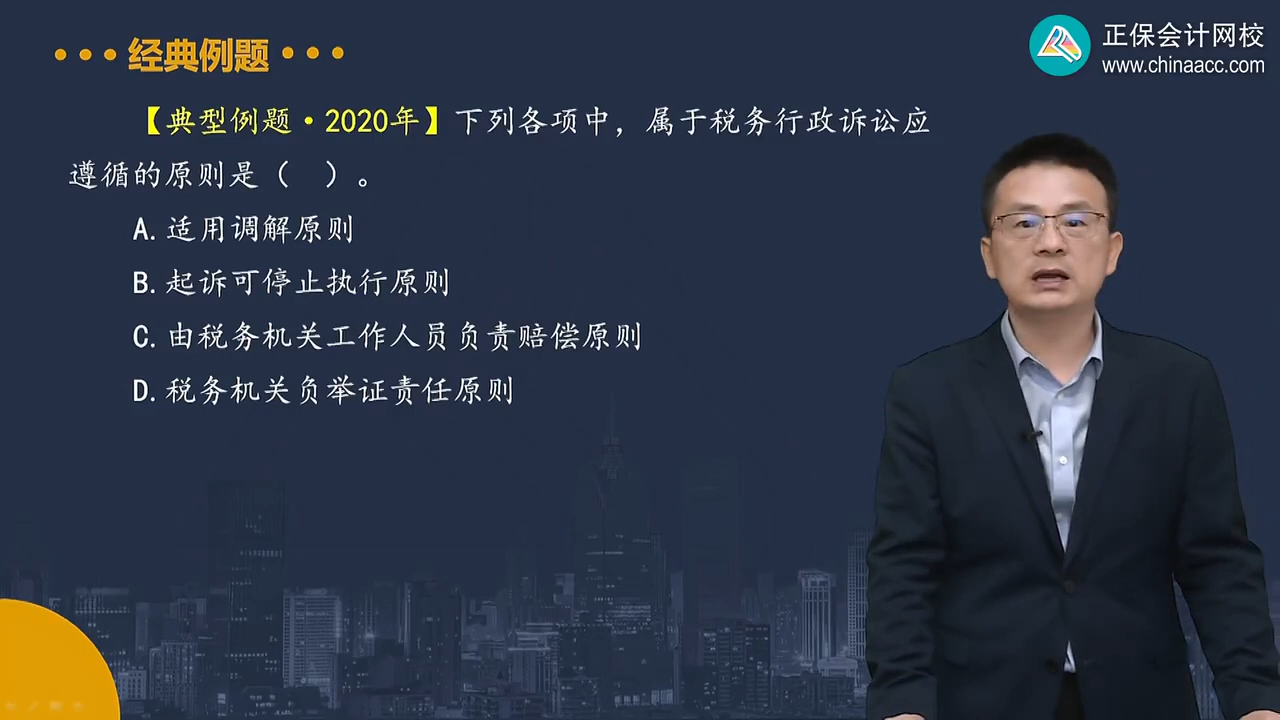 经典例题
正保会计网校
www.chinaacc.com
【典型例题·2020年】下列各项中，属于税务行政诉讼应
遵循的原则是（ ）。
A. 适用调解原则
B. 起诉可停止执行原则
C. 由税务机关工作人员负责赔偿原则
D. 税务机关负举证责任原则